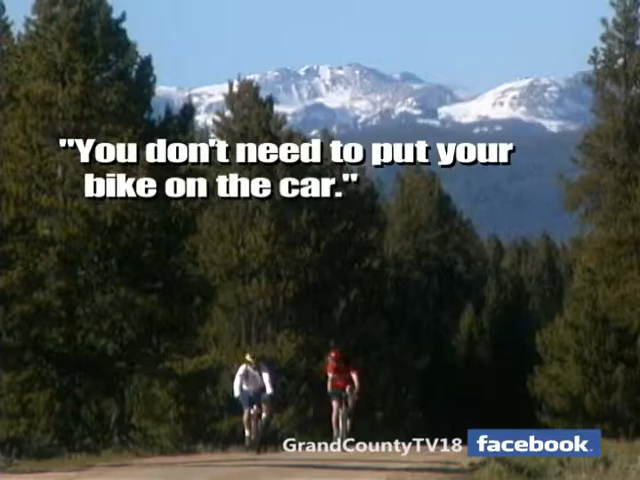 "You don't need to put your
bike on the car."
GrandCountyTV18 facebook.